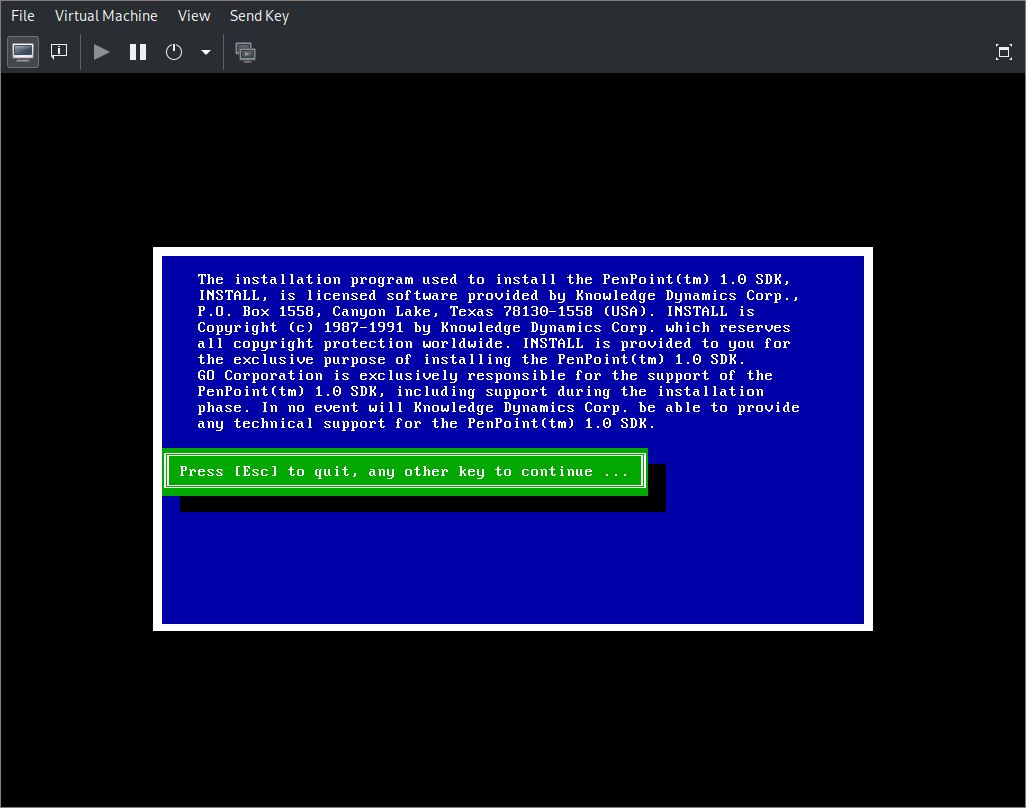 File Virtual Machine View Send Key
The installation program used to install the PenPoint(tm) 1.0 SDK,
INSTALL, is licensed software provided by Knowledge Dynamics Corp.,
P.O. Box 1558, Canyon Lake, Texas 78130-1558 (USA). INSTALL is
Copyright (c) 1987-1991 by Knowledge Dynamics Corp. which reserves
all copyright protection worldwide. INSTALL is provided to you for
the exclusive purpose of installing the PenPoint(tm) 1.0 SDK.
GO Corporation is exclusively responsible for the support of the
PenPoint(tm) 1.0 SDK, including support during the installation
phase. In no event will Knowledge Dynamics Corp. be able to provide
any technical support for the PenPoint(tm) 1.0 SDK.
Press [Esc] to quit, any other key to continue ...